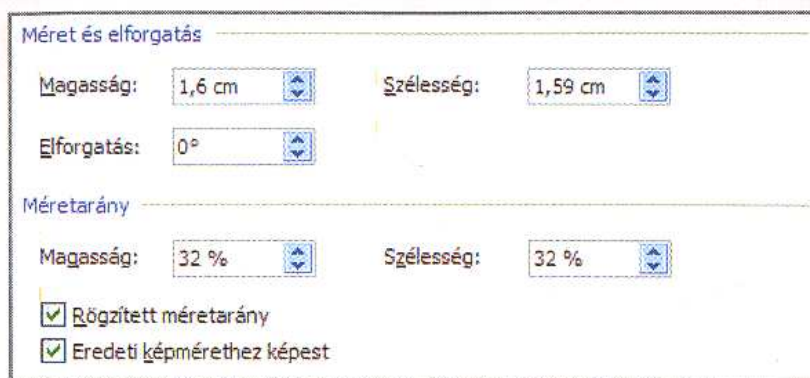 Méret és elforgatás
Magasság: 1,6 cm Szélesség: 1,59 cm
Elforgatás: 0°
Méretarány
Magasság: 32 % Szélesség: 32 %
Rögzített méretarány
Eredeti képmérethez képest